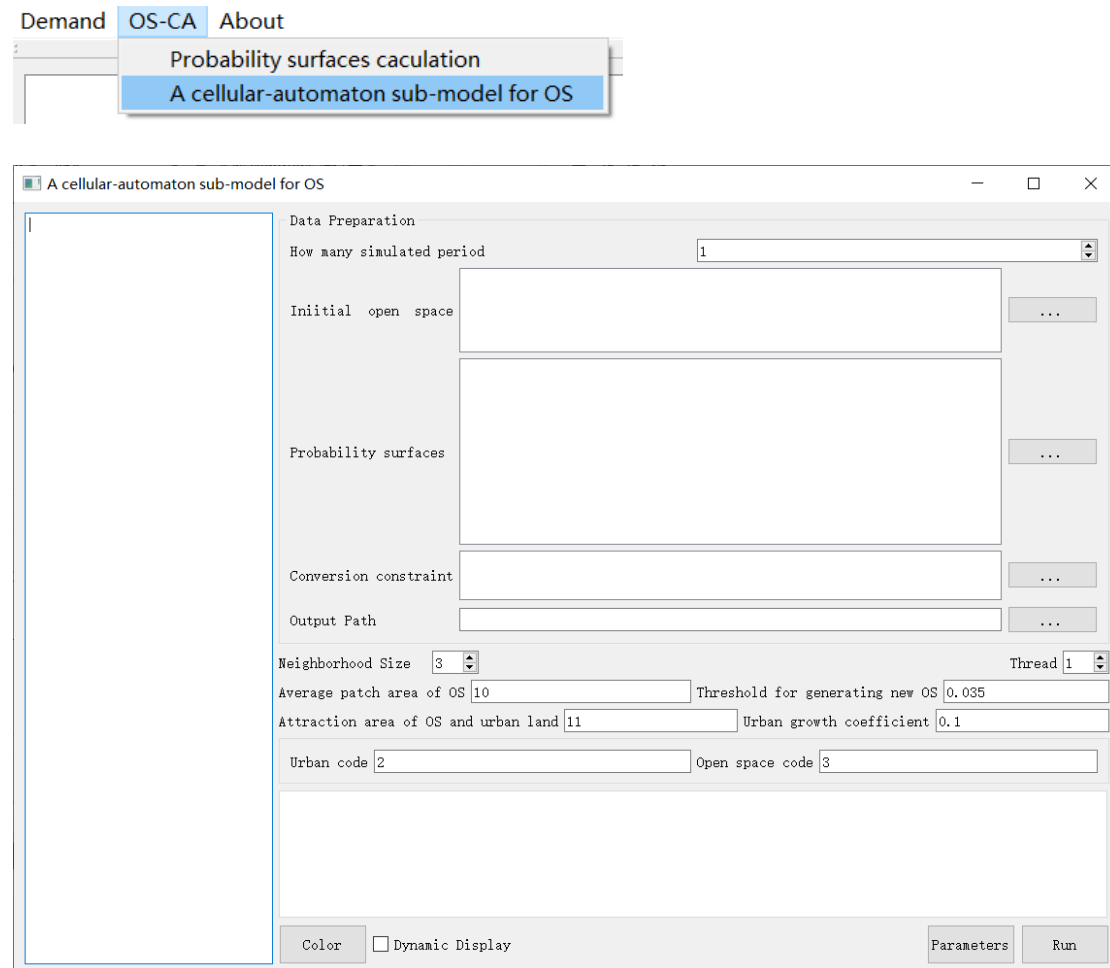 Demand OS-CA About
Probability surfaces caculation
A cellular-automaton sub-model for OS
A cellular-automaton sub-model for OS
Data Preparation
How many simulated period 1
Iniitial open space ...
Probability surfaces ...
Conversion constraint ...
Output Path ...
Neighborhood Size 3 Thread 1
Average patch area of OS 10 Threshold for generating new OS 0.035
Attraction area of OS and urban land 11 Urban growth coefficient 0.1
Urban code 2 Open space code 3
Color Dynamic Display Parameters Run